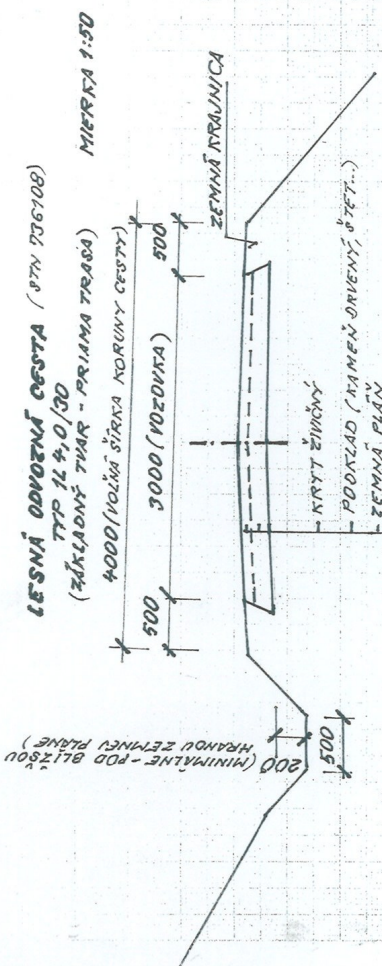 LESNÁ ODVOZNÁ CESTA (STN 736108)
TYP 1L 4,0/30
(ZÁKLADNÝ TVAR - PRIAMA TRASA)
MIERKA 1:50
4000 (VOĽNÁ ŠÍRKA KORUNY CESTY)
500
3000 (VOZOVKA)
500
ZEMNÁ KRAJNICA
(MINIMÁLNE - POD BLIŽŠOU
HRANOU ZEMNEJ PLÁNE)
200
500
KRYT ŽIVIČNÝ
PODKLAD (KAMEŇ DRVENÝ, ŠTET...)
ZEMNÁ PLÁŇ